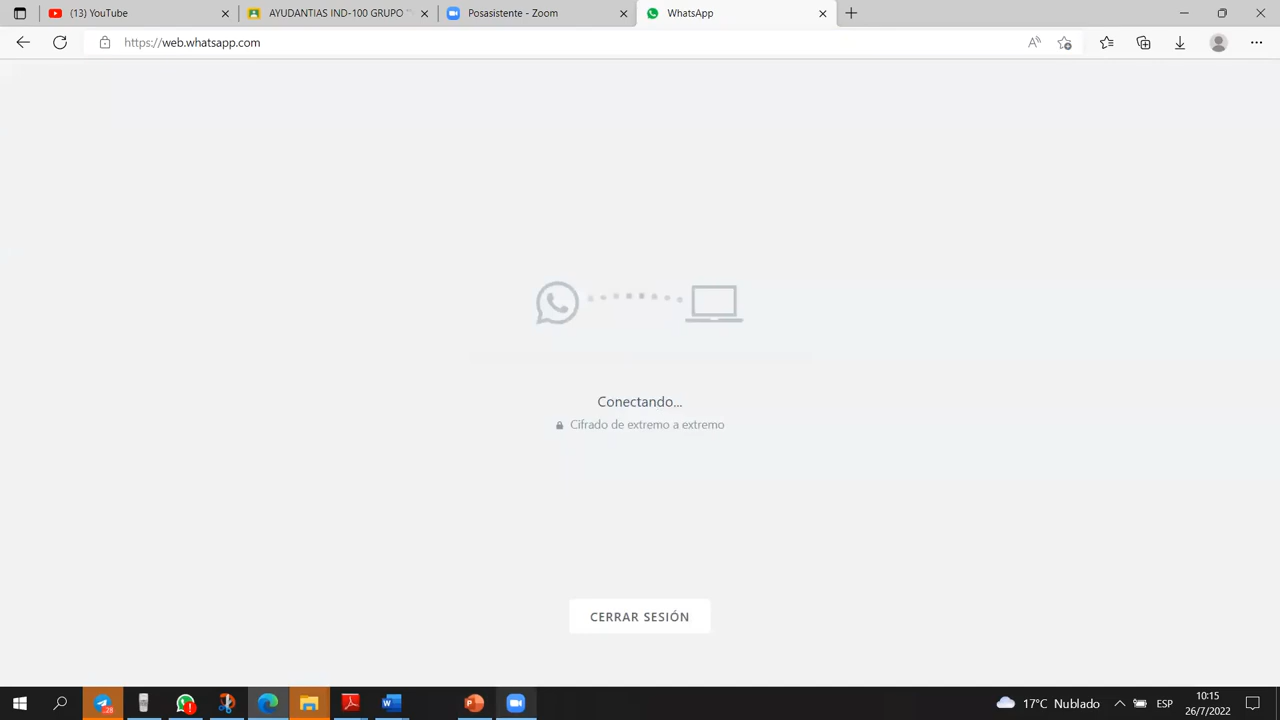 (13) YouTube
AYUDANTIAS IND-100 GRUPO "
Posasistente - Zoom
WhatsApp
https://web.whatsapp.com
Conectando...
Cifrado de extremo a extremo
CERRAR SESIÓN
28
17°C Nublado
ESP
10:15
26/7/2022